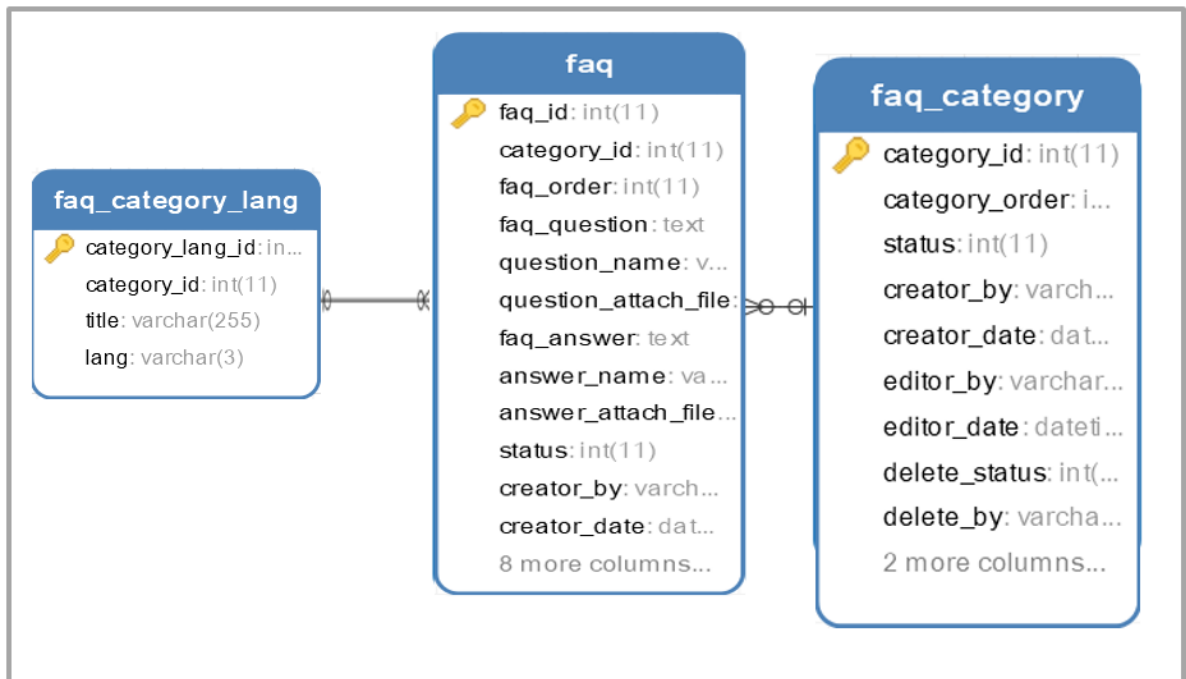 faq_category_lang
category_lang_id: in...
category_id: int(11)
title: varchar(255)
lang: varchar(3)
faq
faq_id: int(11)
category_id: int(11)
faq_order: int(11)
faq_question: text
question_name: v...
question_attach_file:
faq_answer: text
answer_name: va...
answer_attach_file...
status: int(11)
creator_by: varch...
creator_date: dat...
8 more columns...
faq_category
category_id: int(11)
category_order: i...
status: int(11)
creator_by: varch...
creator_date: dat...
editor_by: varchar...
editor_date: dateti...
delete_status: int(...
delete_by: varcha...
2 more columns...